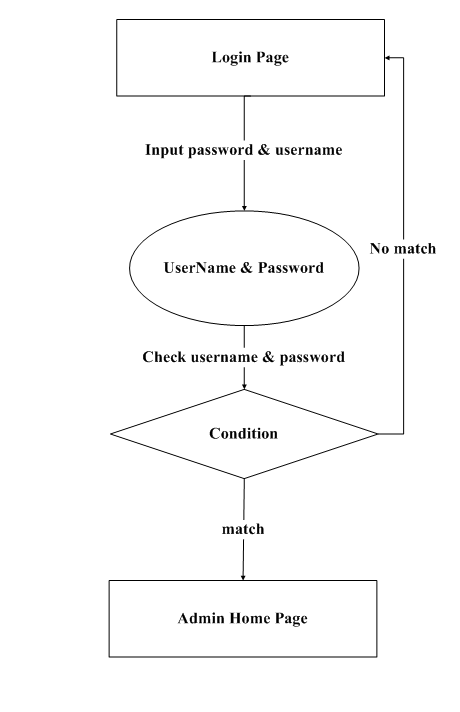 Login Page
Input password & username
UserName & Password
No match
Check username & password
Condition
match
Admin Home Page